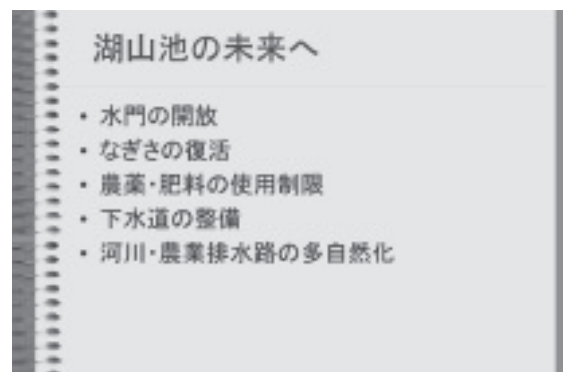 湖山池の未来へ
・水門の開放
・なぎさの復活
・農薬・肥料の使用制限
・下水道の整備
・河川・農業排水路の多自然化